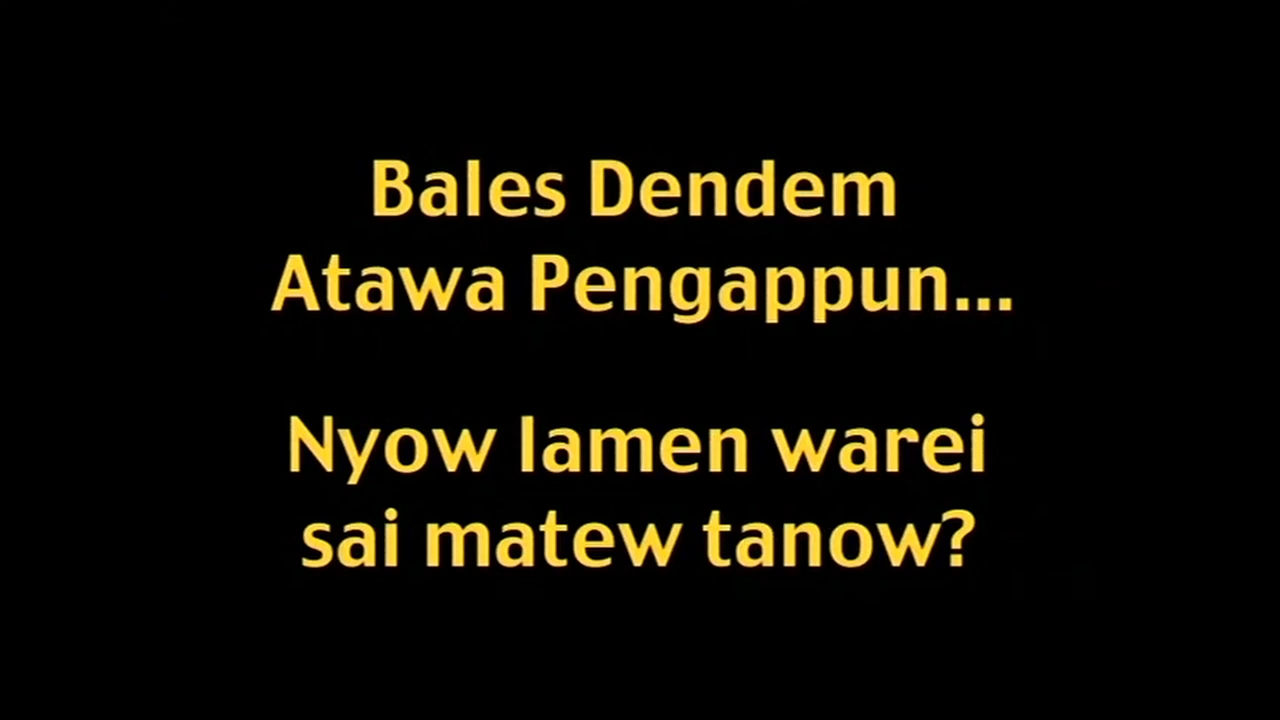 Bales Dendem
Atawa Pengappun...
Nyow lamen warei
sai matew tanow?